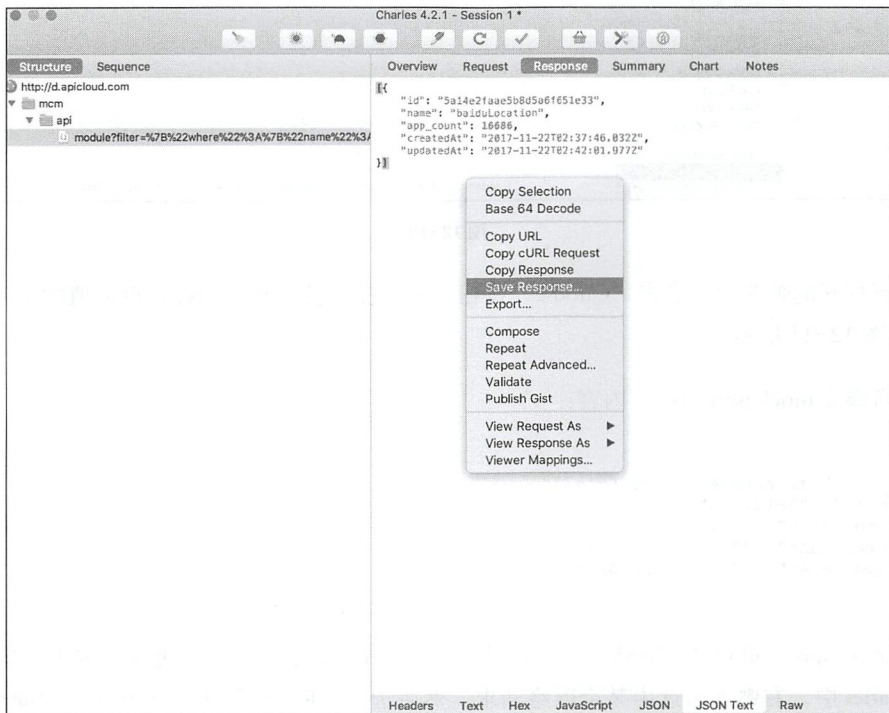 Charles 4.2.1 - Session 1 *
Structure Sequence
Overview Request Response Summary Chart Notes
http://d.apicloud.com
mcm
api
module?filter=%7B%22where%22%3A%7B%22name%22%3A
[{
"id": "5a14e2faae5b8d5a6f651e33",
"name": "baiduLocation",
"app_count": 16686,
"createdAt": "2017-11-22T02:37:46.032Z",
"updatedAt": "2017-11-22T02:42:01.977Z"
}]
Copy Selection
Base 64 Decode
Copy URL
Copy cURL Request
Copy Response
Save Response...
Export...
Compose
Repeat
Repeat Advanced...
Validate
Publish Gist
View Request As
View Response As
Viewer Mappings...
Headers Text Hex JavaScript JSON JSON Text Raw